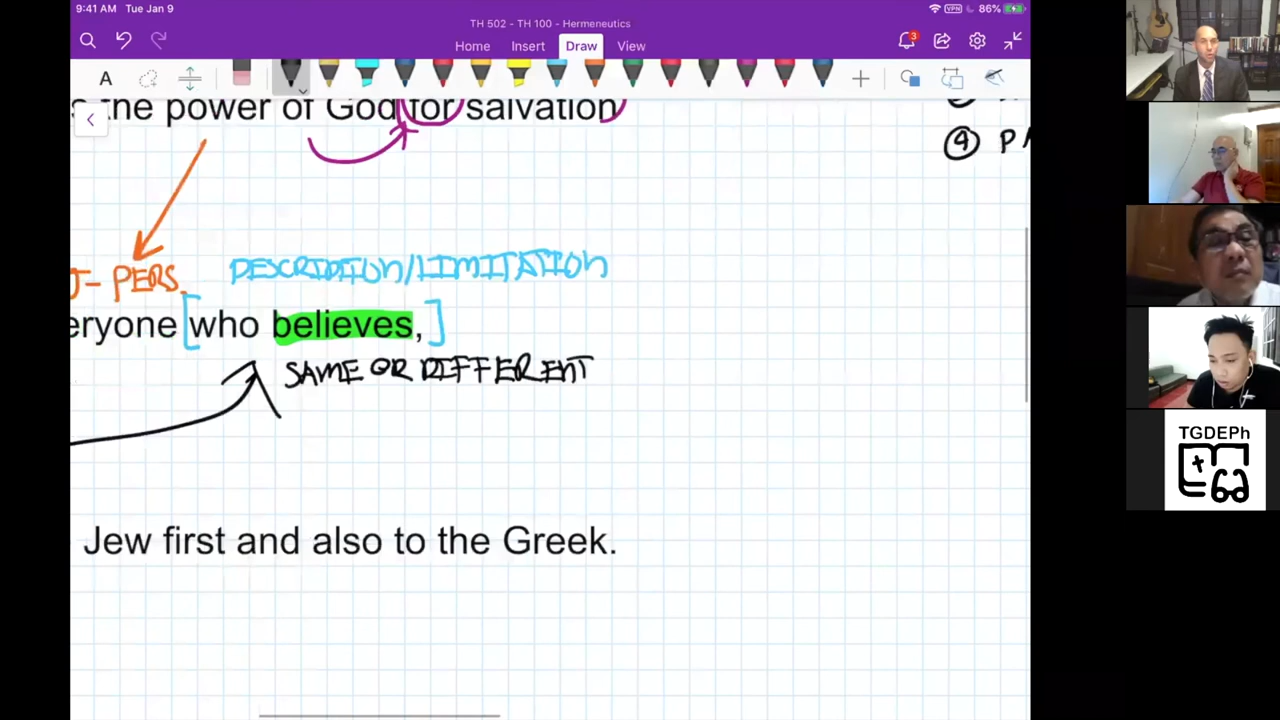 9:41 AM Tue Jan 9
VPN 86%
TH 502 - TH 100 - Hermeneutics
3
Home Insert Draw View
A
s the power of God for salvation
4 PA
DESCRIPTION/LIMITATION
J- PERS.
eryone [who believes,]
SAME OR DIFFERENT
Jew first and also to the Greek.
TGDEPh